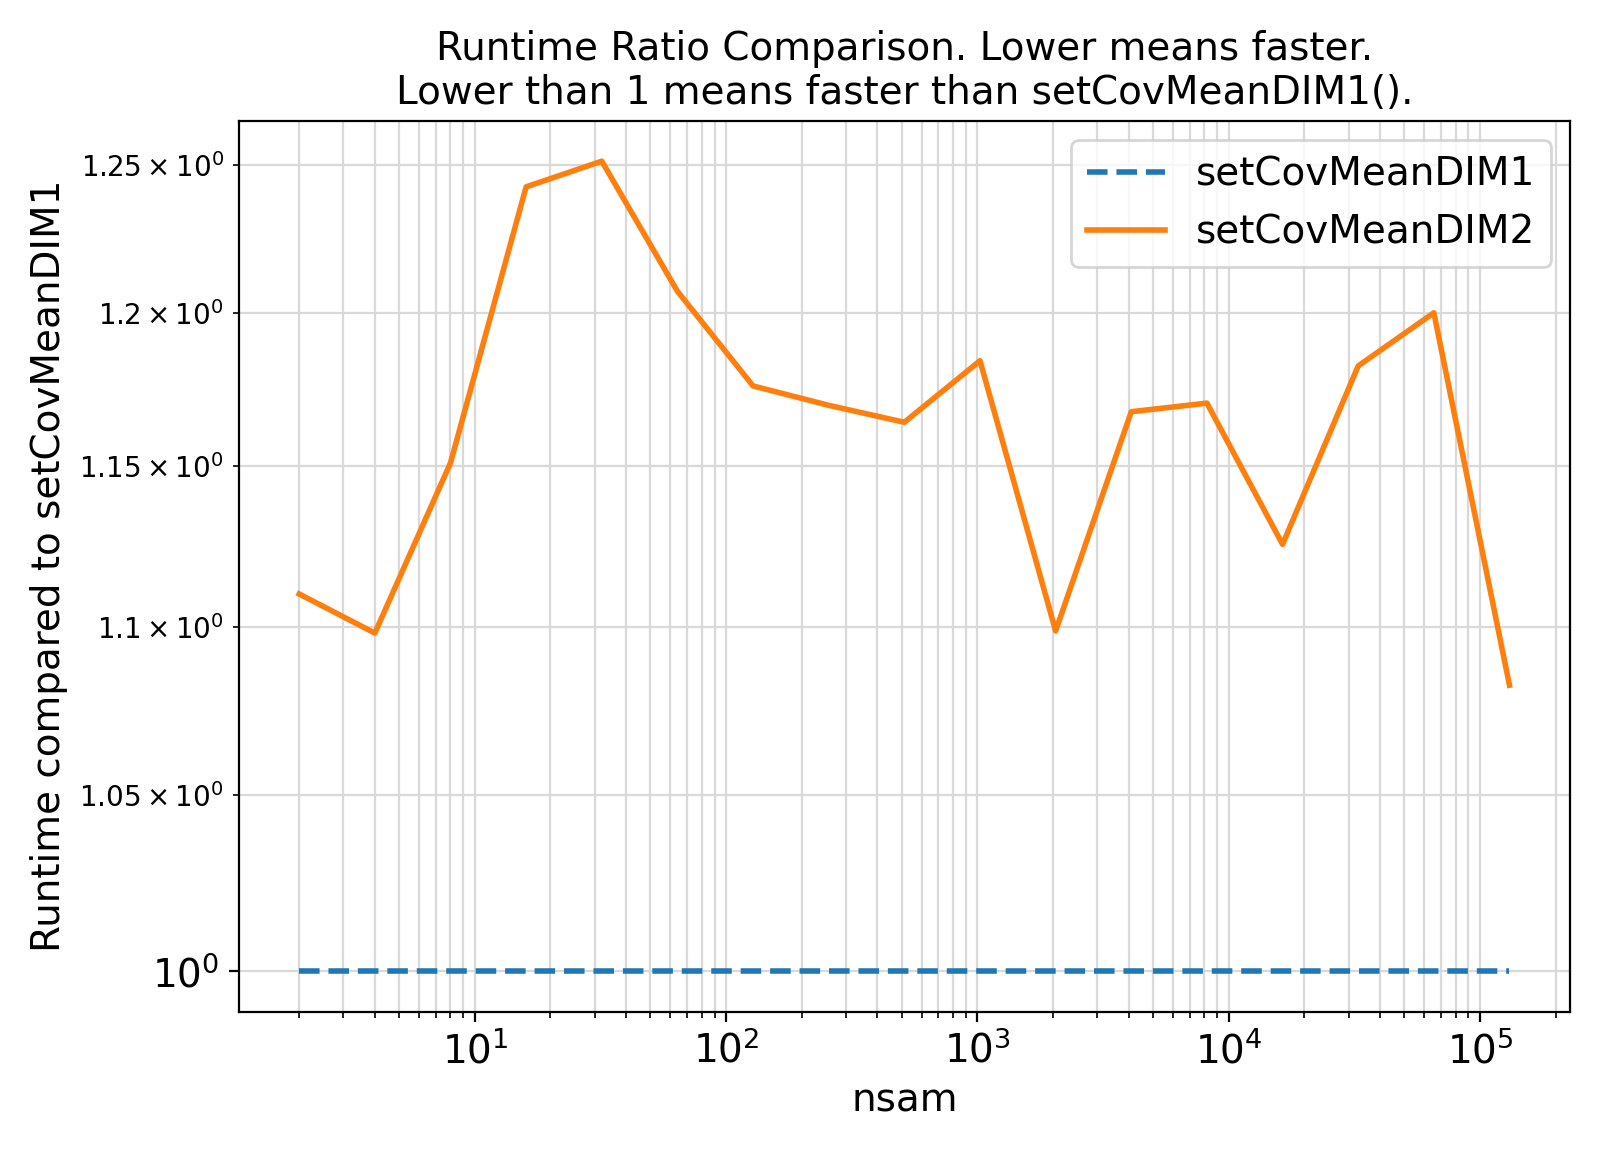 Runtime Ratio Comparison. Lower means faster.
Lower than 1 means faster than setCovMeanDIM1().
Runtime compared to setCovMeanDIM1
1.25 × 10⁰
1.2 × 10⁰
1.15 × 10⁰
1.1 × 10⁰
1.05 × 10⁰
10⁰
setCovMeanDIM1
setCovMeanDIM2
10¹ 10² 10³ 10⁴ 10⁵
nsam